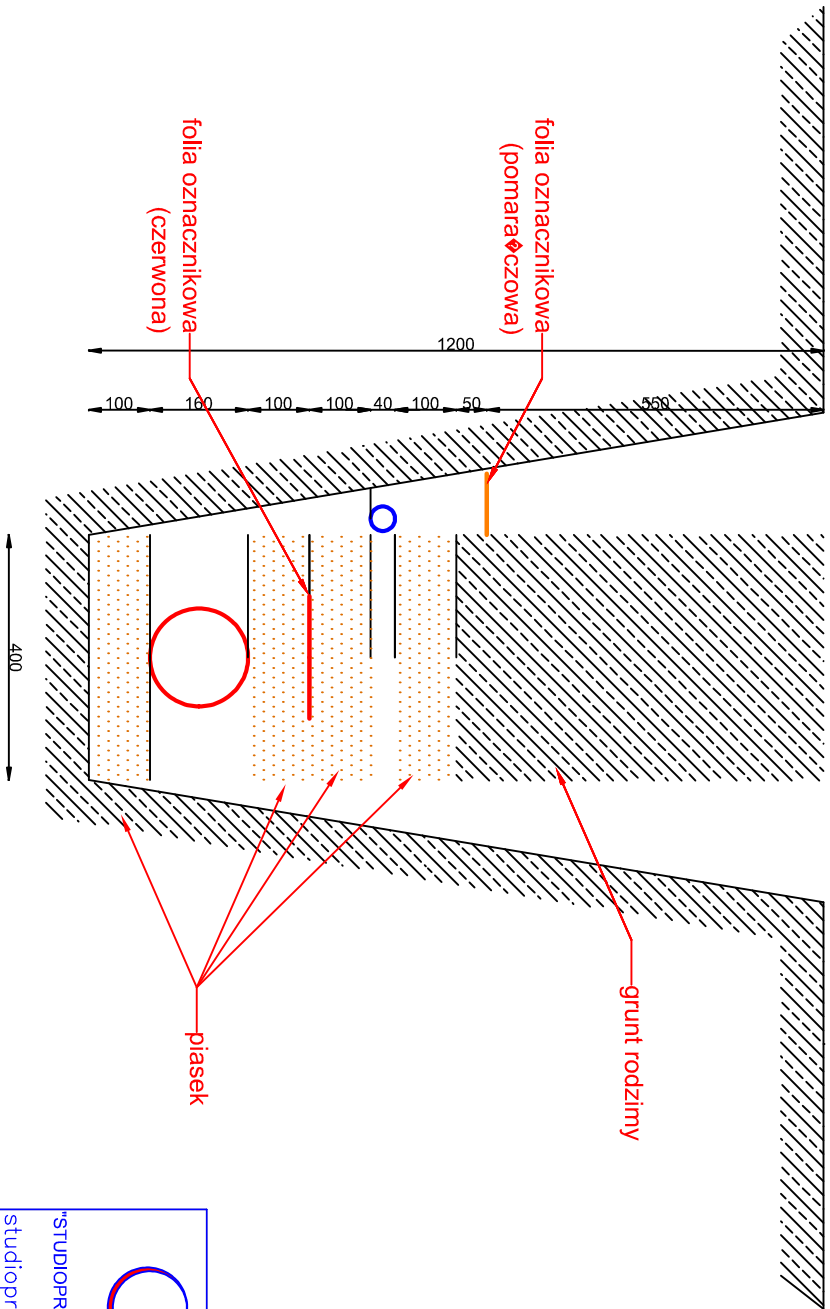 folia oznacznikowa
(pomara�czowa)
folia oznacznikowa
(czerwona)
1200
100
160
100
100
40
100
50
550
400
grunt rodzimy
piasek
"STUDIOPR
studiopr